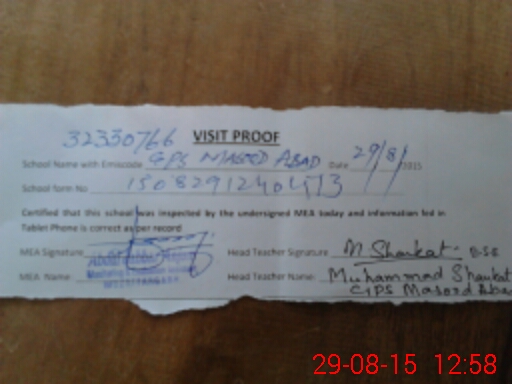 32330766 VISIT PROOF
School Name with Emiscode GPS MASOOD ABAD Date 29/8/2015
School form No
Certified that this school was inspected by the undersigned MEA today and information fed in
Tablet Phone is correct as per record
MEA Signature Head Teacher Signature M Shaukat
MEA Name: Head Teacher Name: Muhammad Shaukat
GPS Masood Abad
29-08-15 12:58